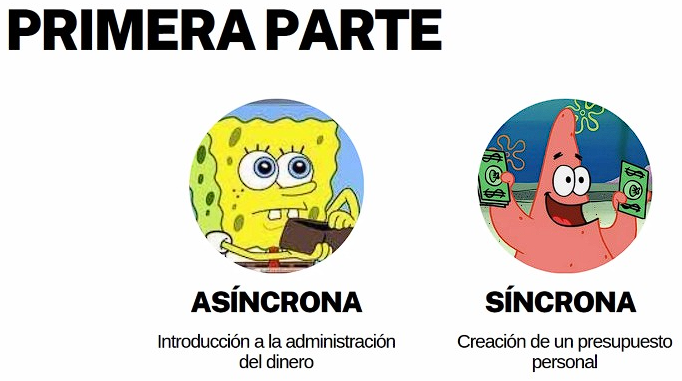 PRIMERA PARTE
ASÍNCRONA
Introducción a la administración
del dinero
SÍNCRONA
Creación de un presupuesto
personal